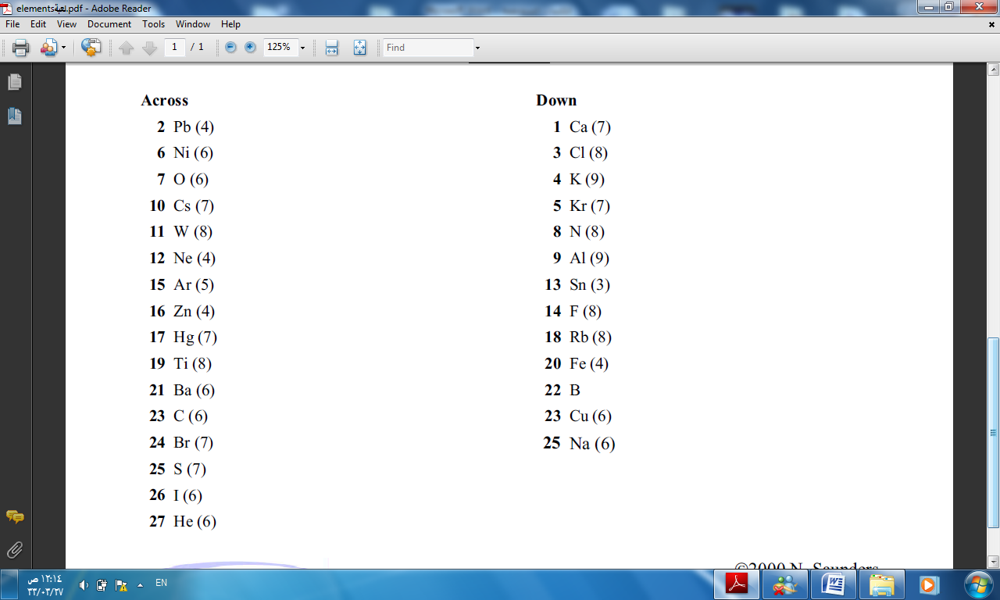 elementsلعبة.pdf - Adobe Reader
File Edit View Document Tools Window Help
1 / 1 125% Find
Across
2 Pb (4)
6 Ni (6)
7 O (6)
10 Cs (7)
11 W (8)
12 Ne (4)
15 Ar (5)
16 Zn (4)
17 Hg (7)
19 Ti (8)
21 Ba (6)
23 C (6)
24 Br (7)
25 S (7)
26 I (6)
27 He (6)
Down
1 Ca (7)
3 Cl (8)
4 K (9)
5 Kr (7)
8 N (8)
9 Al (9)
13 Sn (3)
14 F (8)
18 Rb (8)
20 Fe (4)
22 B
23 Cu (6)
25 Na (6)
©2000 N. Saunders
١٢:١٤ ص
٣٣/٠٣/٢٧
EN